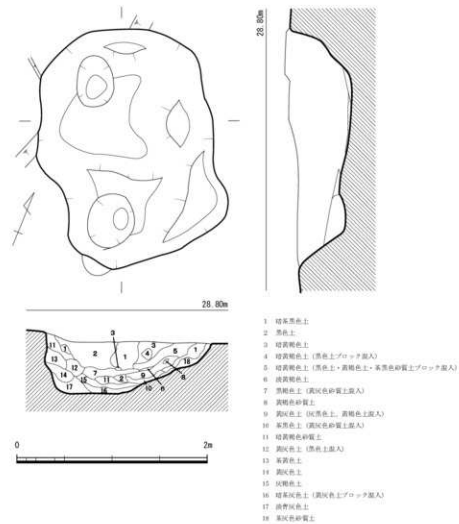 28.80m
28.80m
0 2m
1 暗茶黒色土
2 黒色土
3 暗黄褐色土
4 暗黄褐色土（黒色土ブロック混入）
5 暗黄褐色土（黒色土・黄褐色土・茶黒色砂質土ブロック混入）
6 淡黄褐色土
7 黒褐色土（黄灰色砂質土混入）
8 黄褐色砂質土
9 黄灰色土（灰黒色土、黄褐色土混入）
10 茶黒色土（黄灰色砂質土混入）
11 暗黄褐色砂質土
12 黄灰色土（黒色土混入）
13 茶黄色土
14 黄灰色土
15 灰褐色土
16 暗茶灰色土（黄灰色土ブロック混入）
17 淡青灰色土
18 茶灰色砂質土